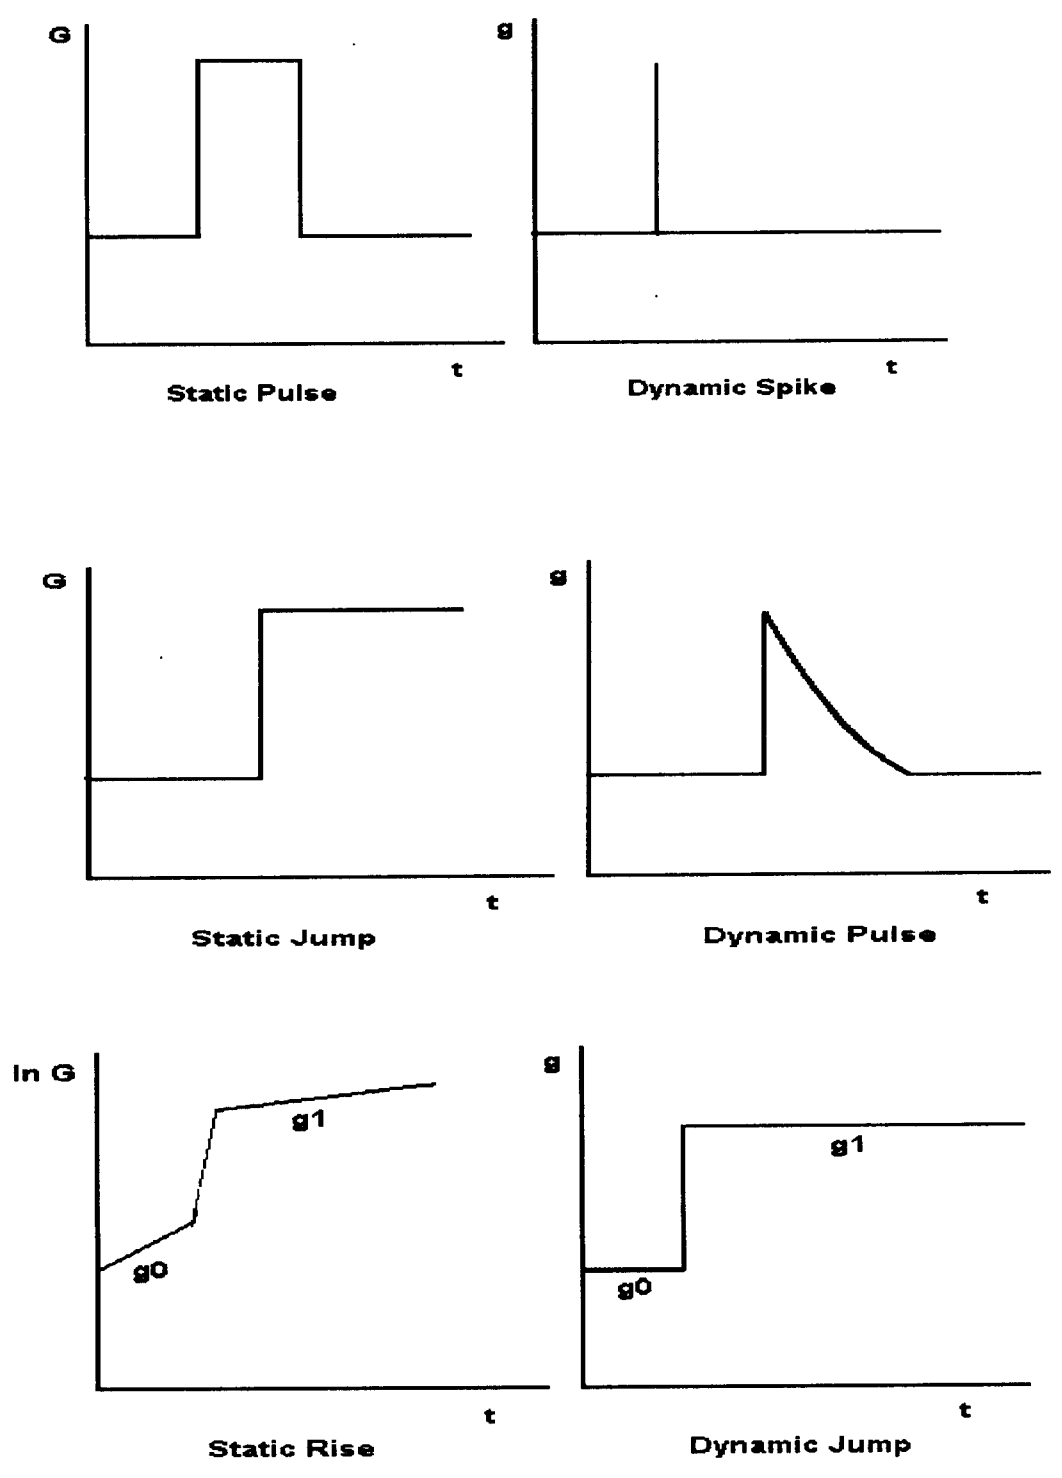 G
g
t
t
Static Pulse
Dynamic Spike
G
g
t
t
Static Jump
Dynamic Pulse
ln G
g
g1
g1
g0
g0
t
t
Static Rise
Dynamic Jump